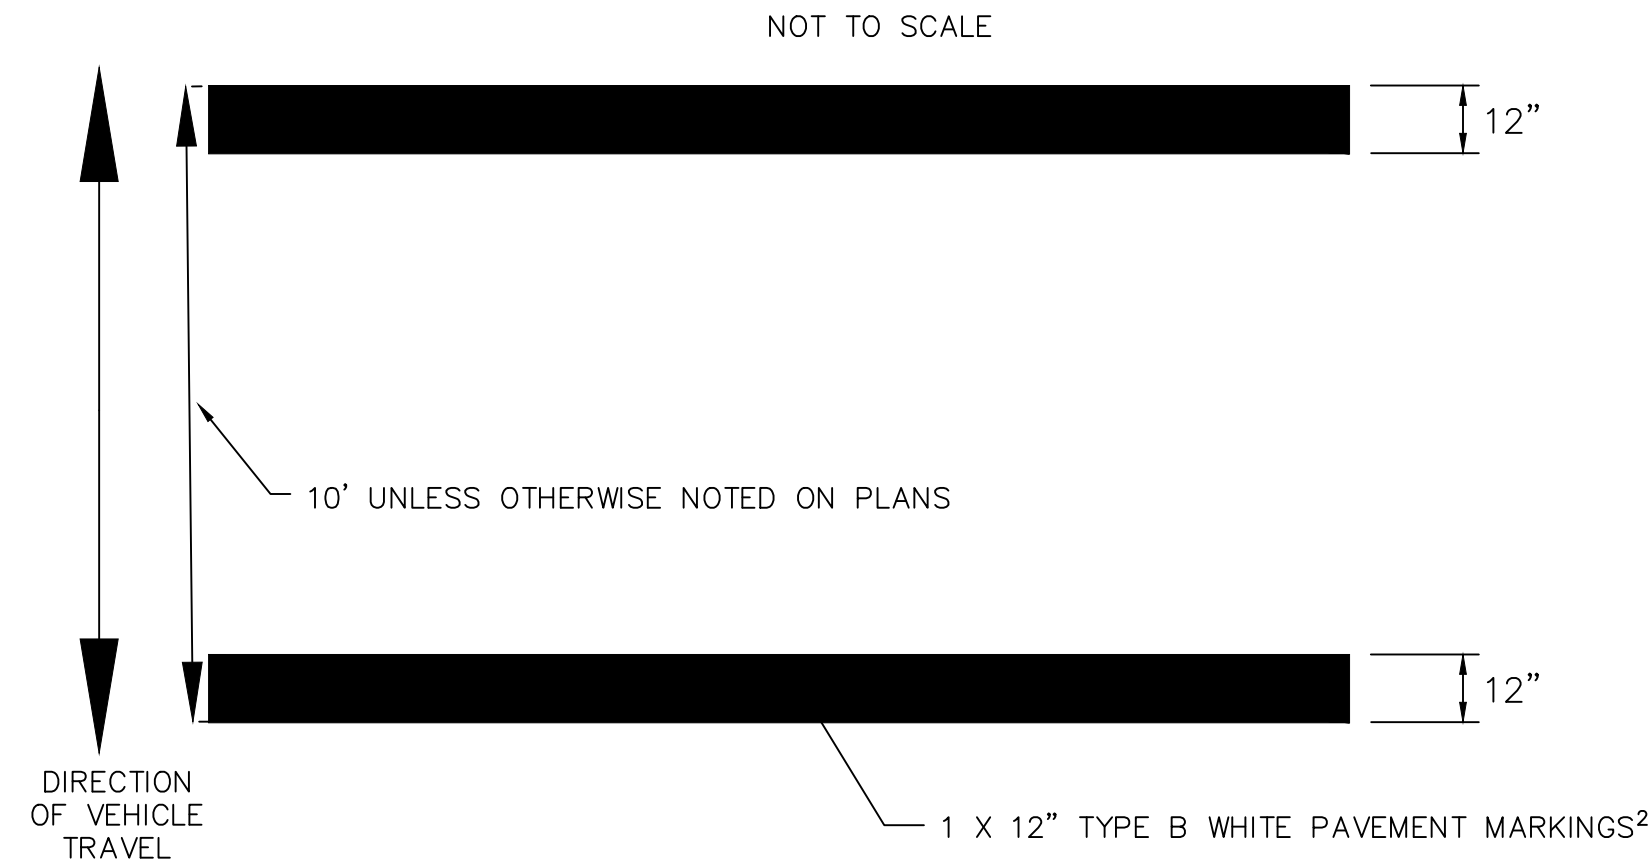 NOT TO SCALE
12”
10’ UNLESS OTHERWISE NOTED ON PLANS
12”
DIRECTION
OF VEHICLE
TRAVEL
1 X 12” TYPE B WHITE PAVEMENT MARKINGS²